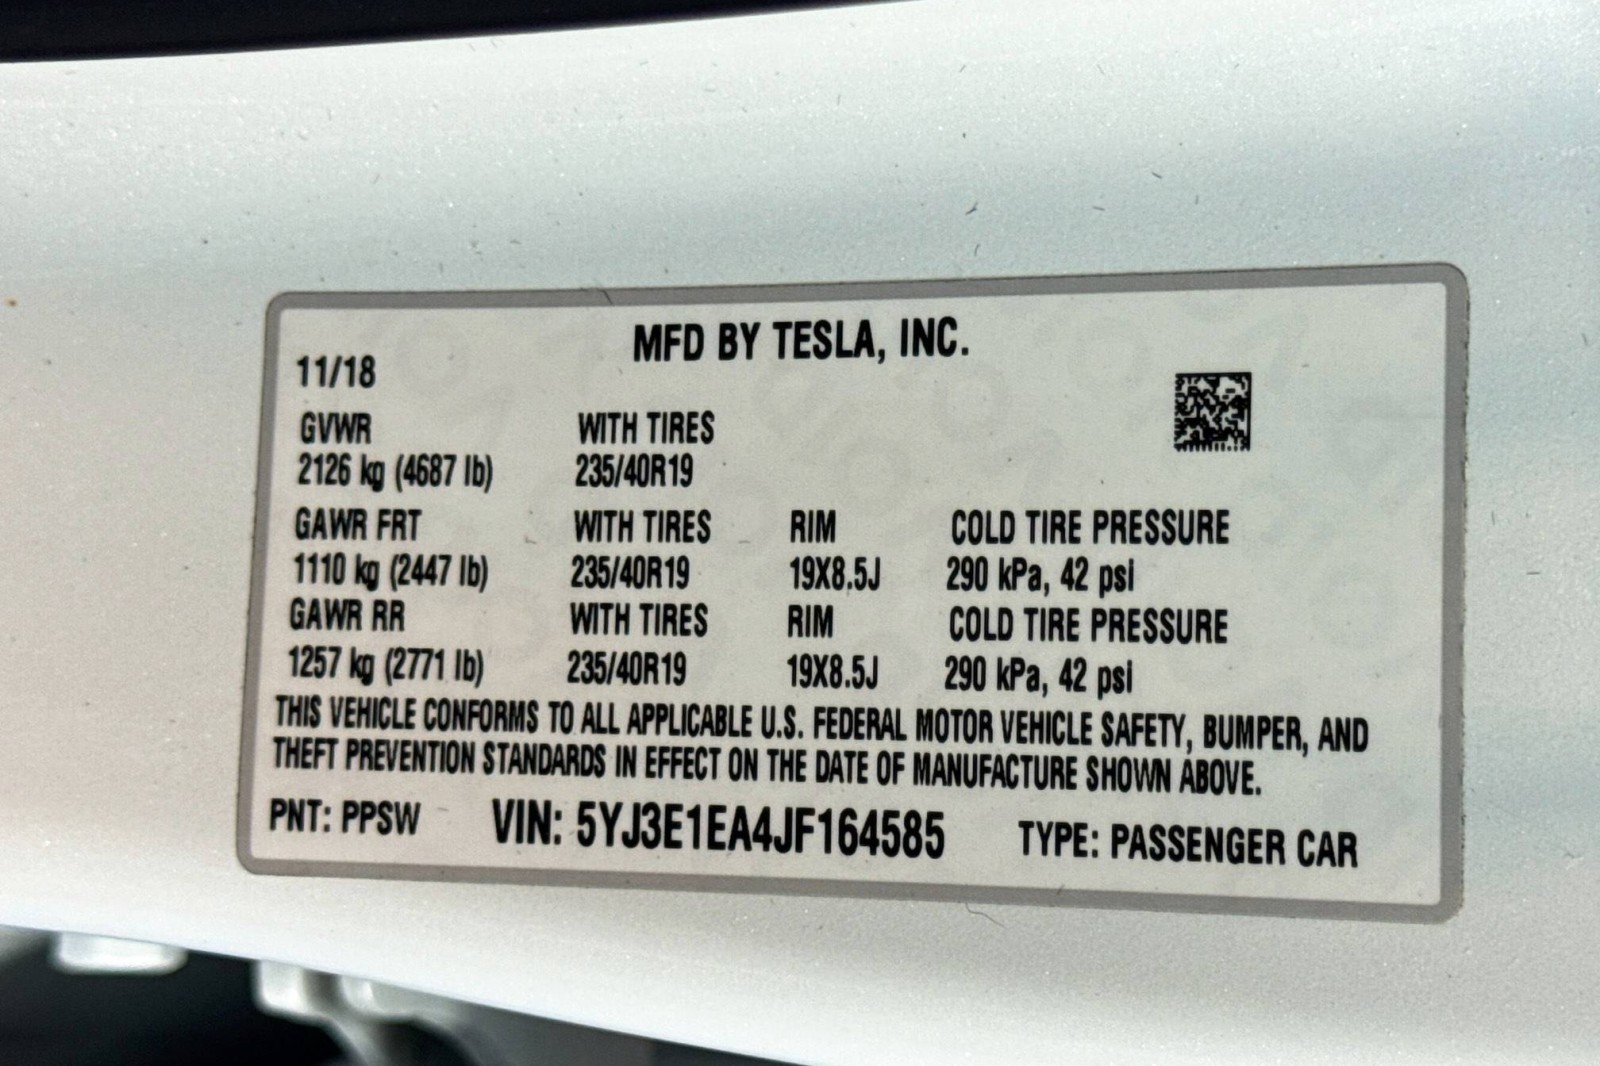 MFD BY TESLA, INC.
11/18
GVWR WITH TIRES
2126 kg (4687 lb) 235/40R19
GAWR FRT WITH TIRES RIM COLD TIRE PRESSURE
1110 kg (2447 lb) 235/40R19 19X8.5J 290 kPa, 42 psi
GAWR RR WITH TIRES RIM COLD TIRE PRESSURE
1257 kg (2771 lb) 235/40R19 19X8.5J 290 kPa, 42 psi
THIS VEHICLE CONFORMS TO ALL APPLICABLE U.S. FEDERAL MOTOR VEHICLE SAFETY, BUMPER, AND
THEFT PREVENTION STANDARDS IN EFFECT ON THE DATE OF MANUFACTURE SHOWN ABOVE.
PNT: PPSW VIN: 5YJ3E1EA4JF164585 TYPE: PASSENGER CAR